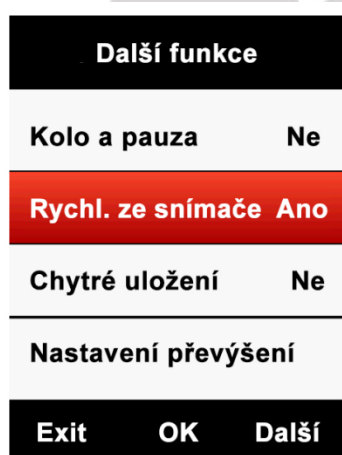 Další funkce
Kolo a pauza Ne
Rychl. ze snímače Ano
Chytré uložení Ne
Nastavení převýšení
Exit OK Další